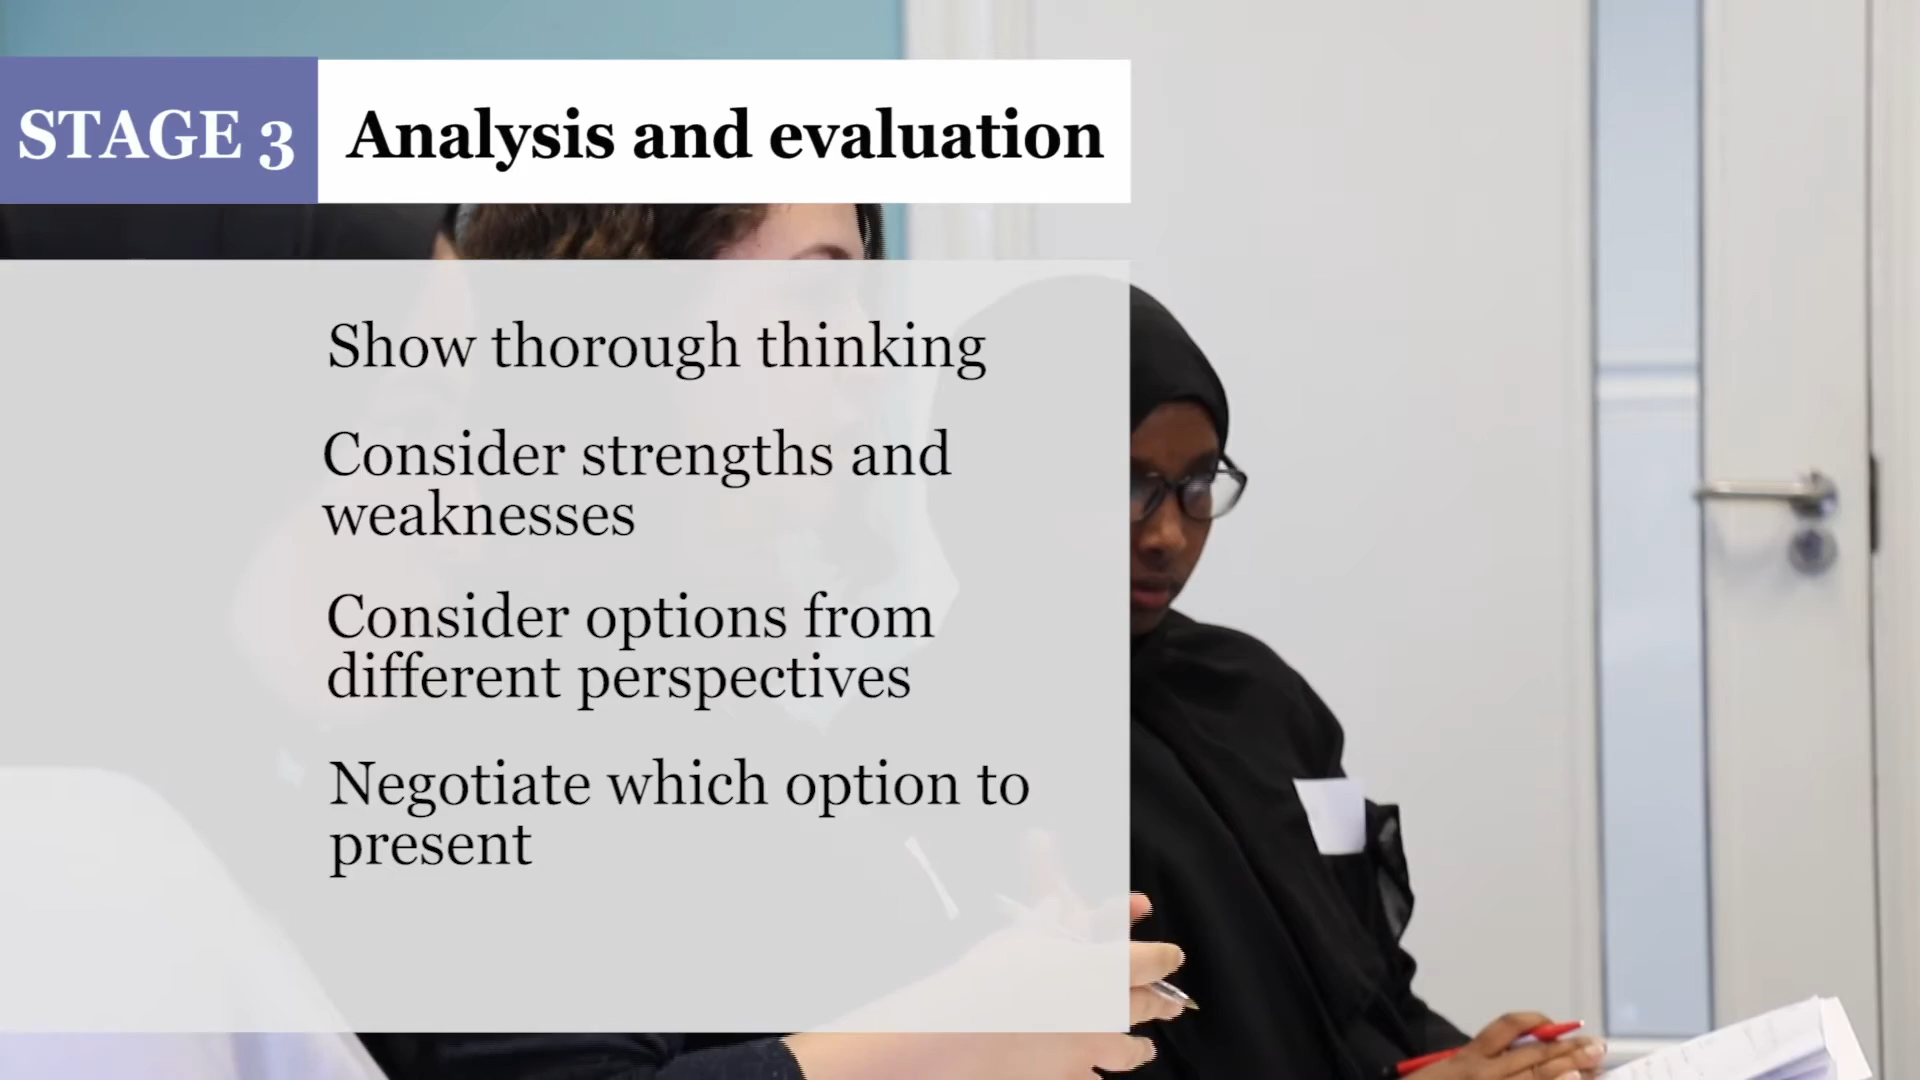 STAGE 3 Analysis and evaluation
Show thorough thinking
Consider strengths and
weaknesses
Consider options from
different perspectives
Negotiate which option to
present